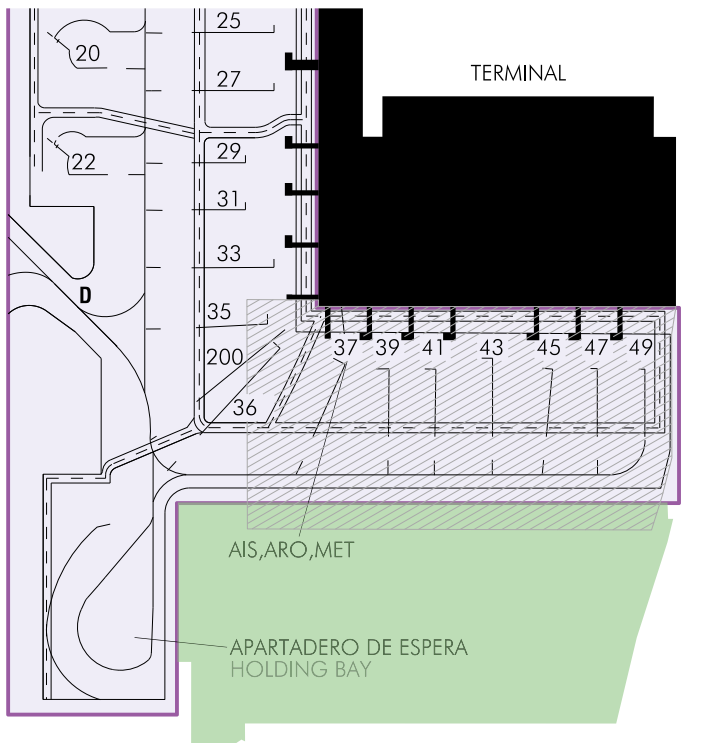 25
20
TERMINAL
27
29
22
31
33
D
35
37 39 41 43 45 47 49
200
36
AIS,ARO,MET
APARTADERO DE ESPERA
HOLDING BAY